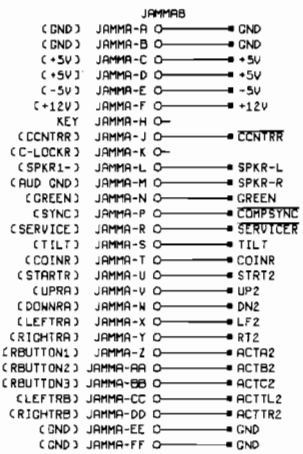 JAMMAB
(GND) JAMMA-A GND
(GND) JAMMA-B GND
(+5V) JAMMA-C +5V
(+5V) JAMMA-D +5V
(-5V) JAMMA-E -5V
(+12V) JAMMA-F +12V
KEY JAMMA-H
(CCNTRR) JAMMA-J CCNTRR
(C-LOCKR) JAMMA-K
(SPKR1-) JAMMA-L SPKR-L
(AUD GND) JAMMA-M SPKR-R
(GREEN) JAMMA-N GREEN
(SYNC) JAMMA-P COMPSYNC
(SERVICE) JAMMA-R SERVICER
(TILT) JAMMA-S TILT
(COINR) JAMMA-T COINR
(STARTR) JAMMA-U STRT2
(UPRA) JAMMA-V UP2
(DOWNRA) JAMMA-W DN2
(LEFTRA) JAMMA-X LF2
(RIGHTRA) JAMMA-Y RT2
(RBUTTON1) JAMMA-Z ACTA2
(RBUTTON2) JAMMA-AA ACTB2
(RBUTTON3) JAMMA-BB ACTC2
(LEFTRB) JAMMA-CC ACTTL2
(RIGHTRB) JAMMA-DD ACTTR2
(GND) JAMMA-EE GND
(GND) JAMMA-FF GND